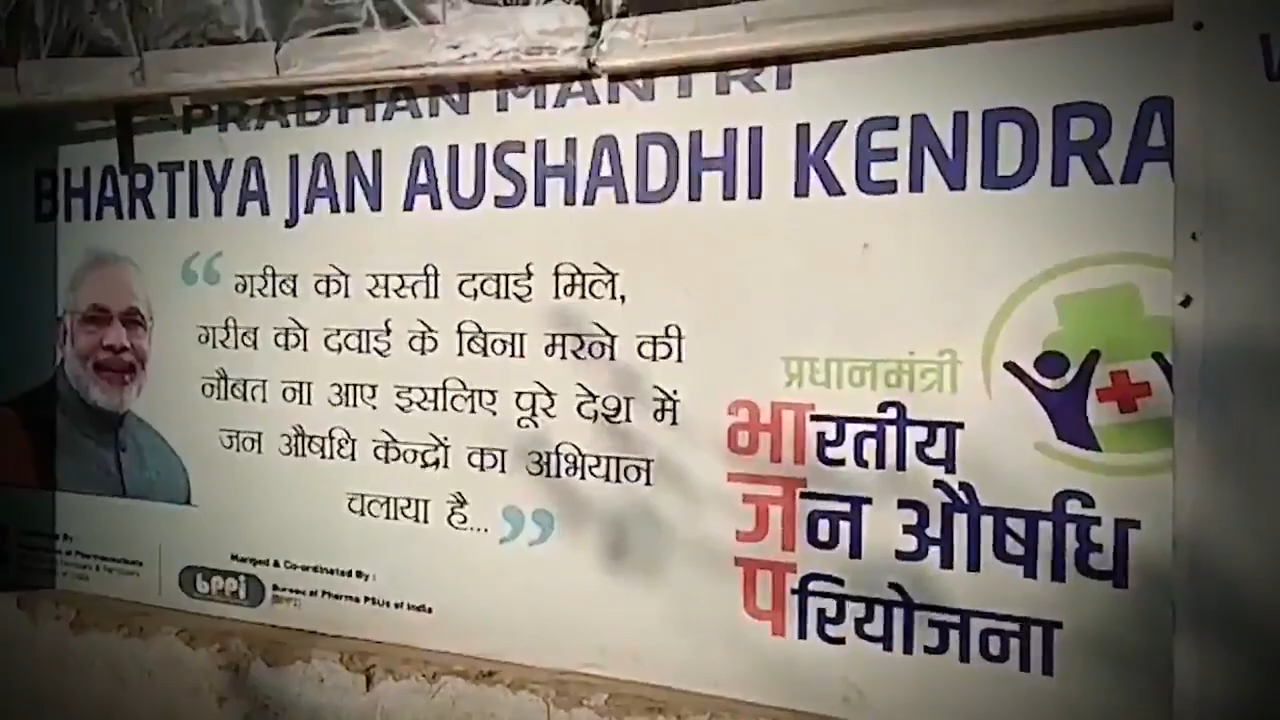 PRADHAN MANTRI
BHARTIYA JAN AUSHADHI KENDRA
“ गरीब को सस्ती दवाई मिले,
गरीब को दवाई के बिना मरने की
नौबत ना आए इसलिए पूरे देश में
जन औषधि केन्द्रों का अभियान
चलाया है... ”
प्रधानमंत्री
भारतीय
जन औषधि
परियोजना
Managed & Co-ordinated By :
bppi
Bureau of Pharma PSUs of India